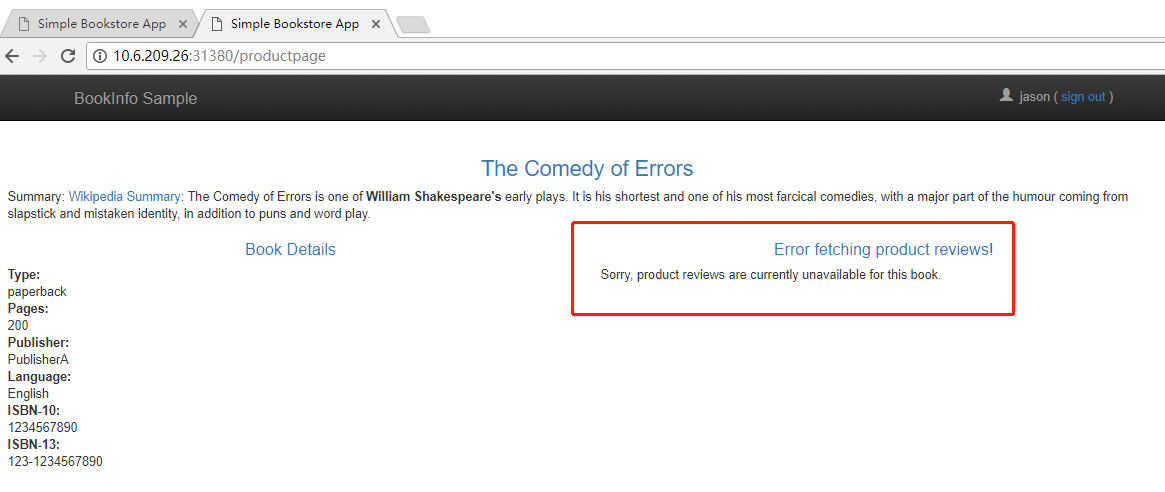 Simple Bookstore App
Simple Bookstore App
10.6.209.26:31380/productpage
BookInfo Sample
jason ( sign out )
The Comedy of Errors
Summary: Wikipedia Summary: The Comedy of Errors is one of William Shakespeare's early plays. It is his shortest and one of his most farcical comedies, with a major part of the humour coming from
slapstick and mistaken identity, in addition to puns and word play.
Book Details
Type:
paperback
Pages:
200
Publisher:
PublisherA
Language:
English
ISBN-10:
1234567890
ISBN-13:
123-1234567890
Error fetching product reviews!
Sorry, product reviews are currently unavailable for this book.